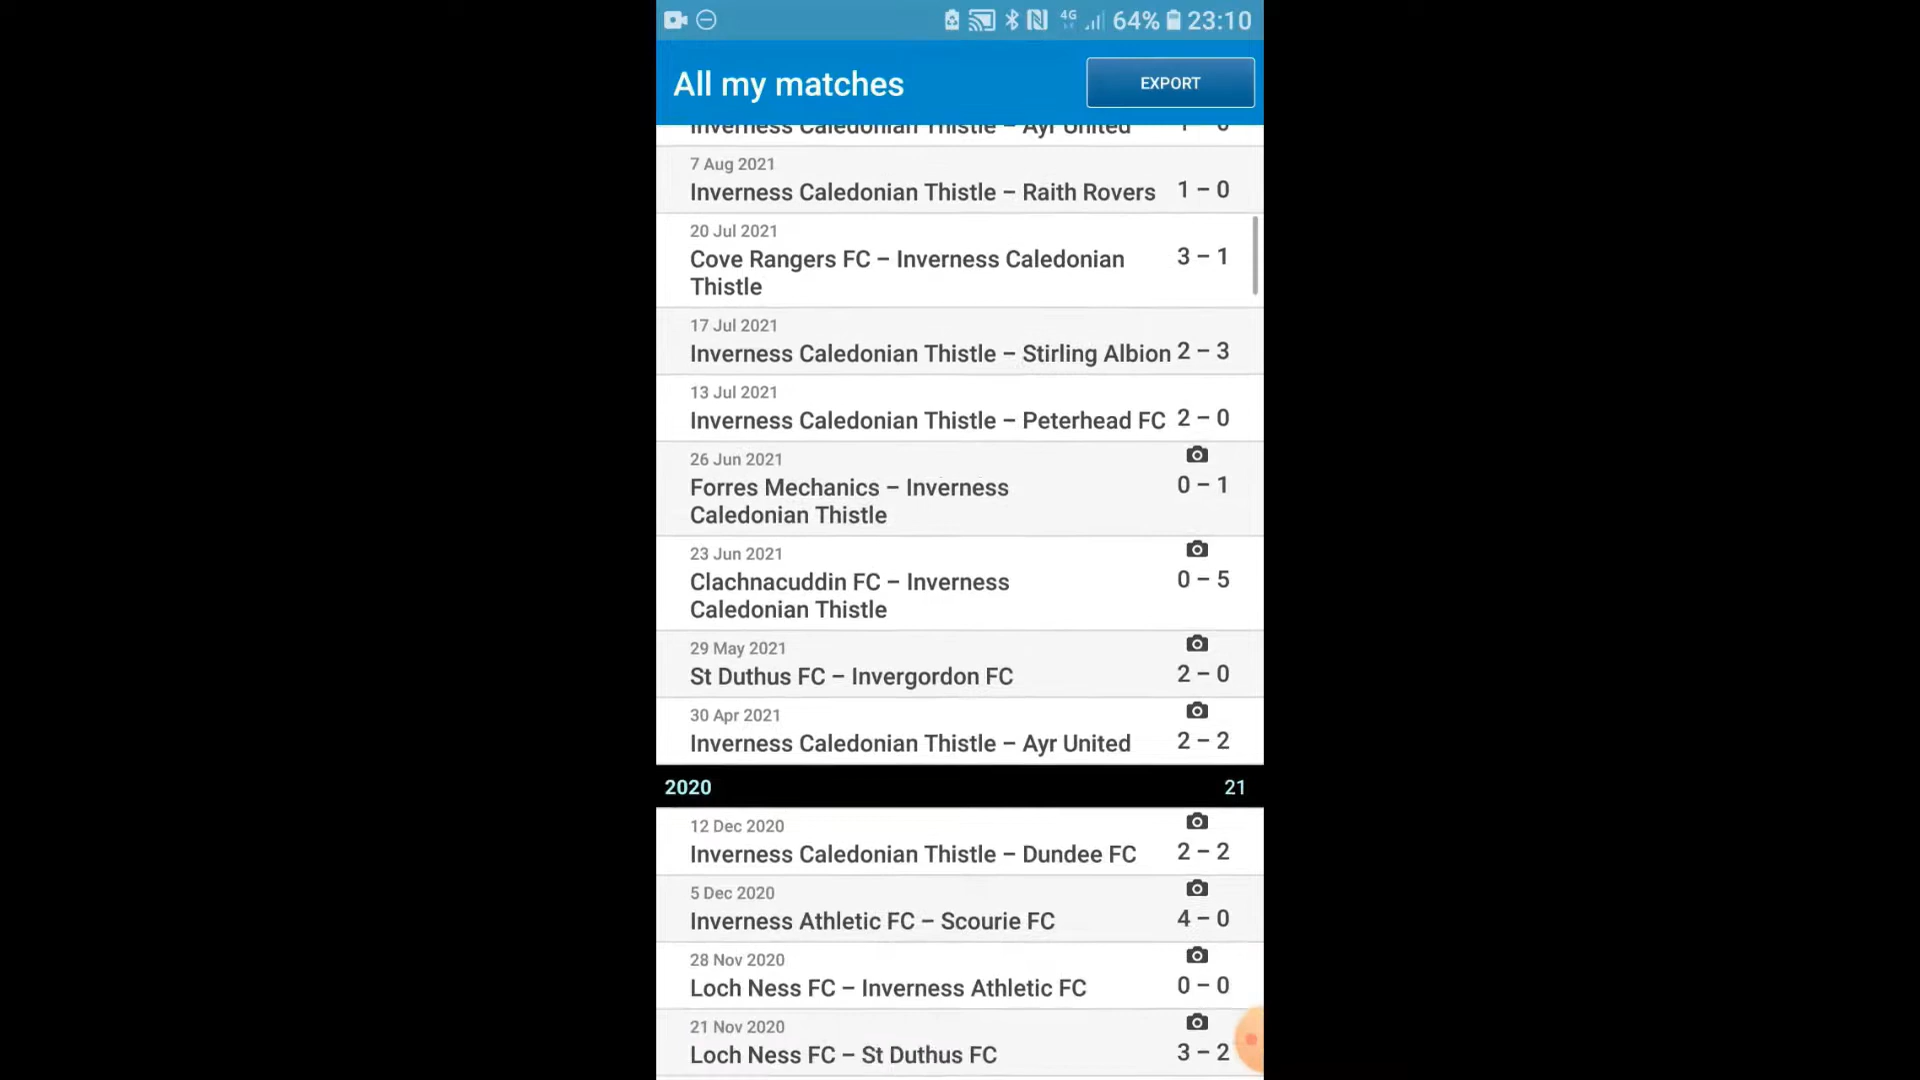 4G 64% 23:10
All my matches EXPORT
Inverness Caledonian Thistle – Ayr United
7 Aug 2021
Inverness Caledonian Thistle – Raith Rovers 1 – 0
20 Jul 2021
Cove Rangers FC – Inverness Caledonian 3 – 1
Thistle
17 Jul 2021
Inverness Caledonian Thistle – Stirling Albion 2 – 3
13 Jul 2021
Inverness Caledonian Thistle – Peterhead FC 2 – 0
26 Jun 2021
Forres Mechanics – Inverness 0 – 1
Caledonian Thistle
23 Jun 2021
Clachnacuddin FC – Inverness 0 – 5
Caledonian Thistle
29 May 2021
St Duthus FC – Invergordon FC 2 – 0
30 Apr 2021
Inverness Caledonian Thistle – Ayr United 2 – 2
2020 21
12 Dec 2020
Inverness Caledonian Thistle – Dundee FC 2 – 2
5 Dec 2020
Inverness Athletic FC – Scourie FC 4 – 0
28 Nov 2020
Loch Ness FC – Inverness Athletic FC 0 – 0
21 Nov 2020
Loch Ness FC – St Duthus FC 3 – 2